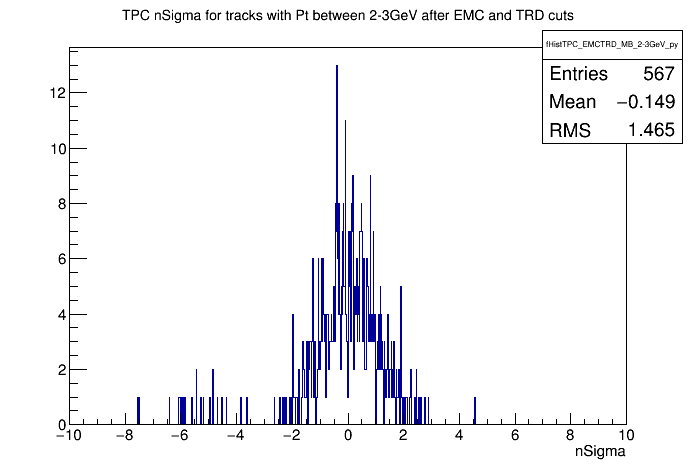 TPC nSigma for tracks with Pt between 2-3GeV after EMC and TRD cuts
fHistTPC_EMCTRD_MB_2-3GeV_py
Entries 567
Mean −0.149
RMS 1.465
12
10
8
6
4
2
0
−10 −8 −6 −4 −2 0 2 4 6 8 10
nSigma